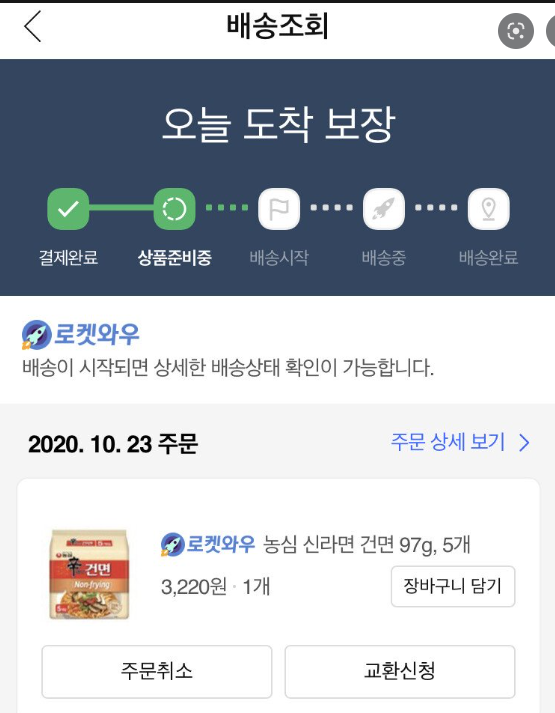 배송조회
오늘 도착 보장
결제완료 상품준비중 배송시작 배송중 배송완료
로켓와우
배송이 시작되면 상세한 배송상태 확인이 가능합니다.
2020. 10. 23 주문 주문 상세 보기
로켓와우 농심 신라면 건면 97g, 5개
3,220원 · 1개 장바구니 담기
辛건면
Non-frying
주문취소 교환신청